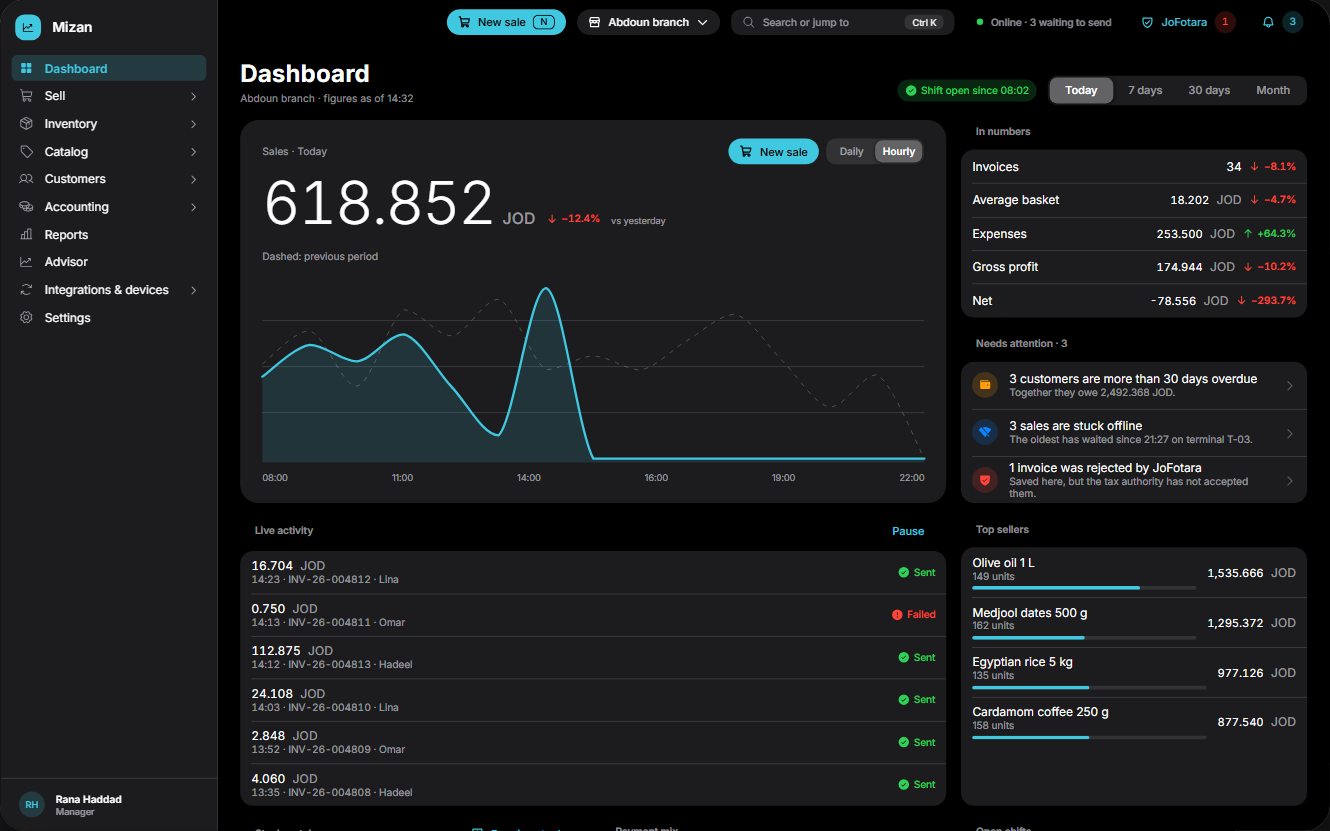 Mizan
New sale N
Abdoun branch
Search or jump to Ctrl K
Online · 3 waiting to send
JoFotara 1
3
Dashboard
Sell
Inventory
Catalog
Customers
Accounting
Reports
Advisor
Integrations & devices
Settings
RH
Rana Haddad
Manager
Dashboard
Abdoun branch · figures as of 14:32
Shift open since 08:02
Today 7 days 30 days Month
Sales · Today
New sale
Daily Hourly
618.852 JOD ↓ −12.4% vs yesterday
Dashed: previous period
08:00 11:00 14:00 16:00 19:00 22:00
In numbers
Invoices 34 ↓ −8.1%
Average basket 18.202 JOD ↓ −4.7%
Expenses 253.500 JOD ↑ +64.3%
Gross profit 174.944 JOD ↓ −10.2%
Net -78.556 JOD ↓ −293.7%
Needs attention · 3
3 customers are more than 30 days overdue
Together they owe 2,492.368 JOD.
3 sales are stuck offline
The oldest has waited since 21:27 on terminal T-03.
1 invoice was rejected by JoFotara
Saved here, but the tax authority has not accepted
them.
Live activity Pause
16.704 JOD
14:23 · INV-26-004812 · Lina
Sent
0.750 JOD
14:13 · INV-26-004811 · Omar
Failed
112.875 JOD
14:12 · INV-26-004813 · Hadeel
Sent
24.108 JOD
14:03 · INV-26-004810 · Lina
Sent
2.848 JOD
13:52 · INV-26-004809 · Omar
Sent
4.060 JOD
13:35 · INV-26-004808 · Hadeel
Sent
Top sellers
Olive oil 1 L
149 units
1,535.666 JOD
Medjool dates 500 g
162 units
1,295.372 JOD
Egyptian rice 5 kg
135 units
977.126 JOD
Cardamom coffee 250 g
158 units
877.540 JOD
Payment mix
Open shifts